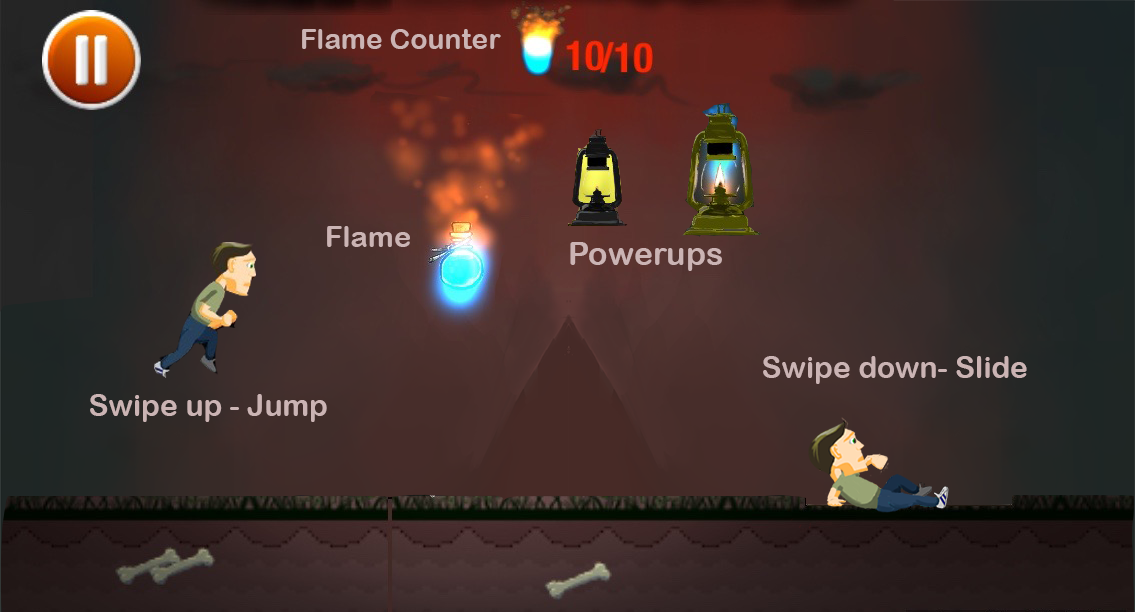 Flame Counter
10/10
Flame
Powerups
Swipe down- Slide
Swipe up - Jump